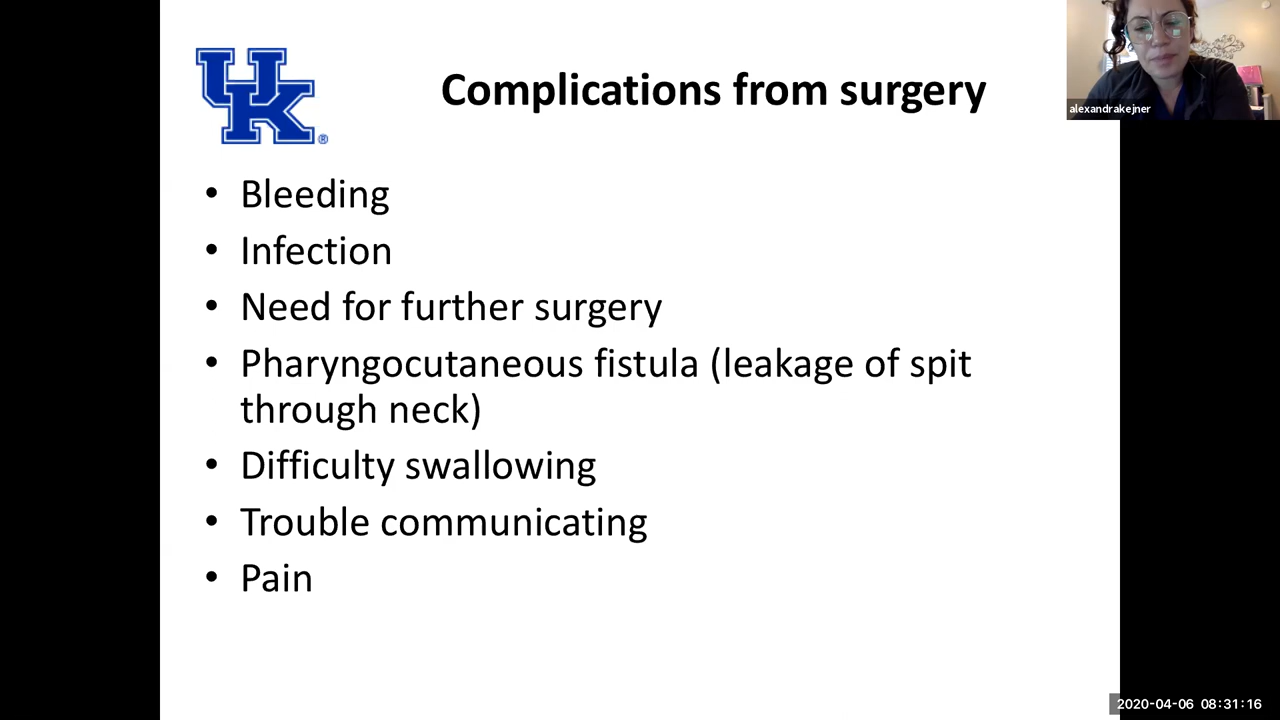 UK®
Complications from surgery
alexandrakejner
• Bleeding
• Infection
• Need for further surgery
• Pharyngocutaneous fistula (leakage of spit
through neck)
• Difficulty swallowing
• Trouble communicating
• Pain
2020-04-06 08:31:16